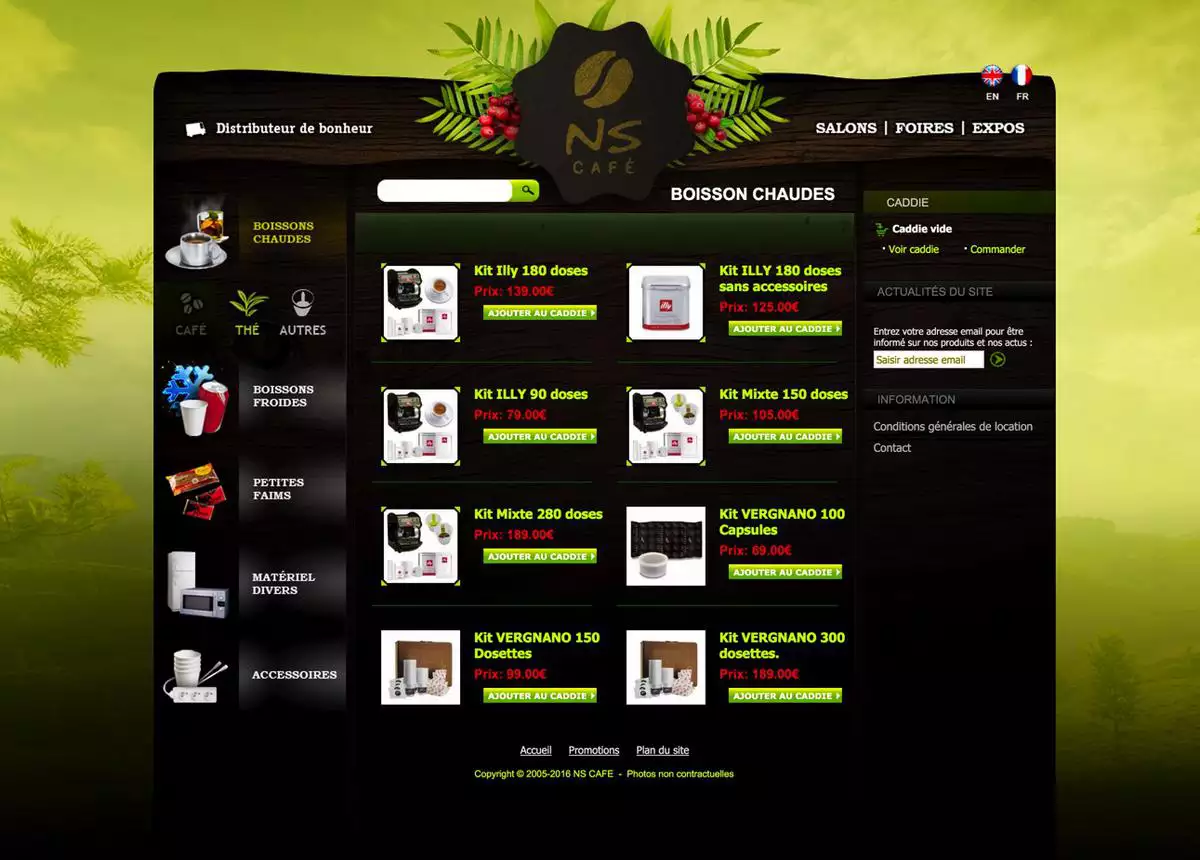 EN
FR
Distributeur de bonheur
SALONS | FOIRES | EXPOS
NS
CAFÉ
BOISSON CHAUDES
BOISSONS
CHAUDES
CAFÉ
THÉ
AUTRES
BOISSONS
FROIDES
PETITES
FAIMS
MATÉRIEL
DIVERS
ACCESSOIRES
Kit Illy 180 doses
Prix: 139.00€
AJOUTER AU CADDIE
illy
Kit ILLY 180 doses
sans accessoires
Prix: 125.00€
AJOUTER AU CADDIE
Kit ILLY 90 doses
Prix: 79.00€
AJOUTER AU CADDIE
Kit Mixte 150 doses
Prix: 105.00€
AJOUTER AU CADDIE
Kit Mixte 280 doses
Prix: 189.00€
AJOUTER AU CADDIE
Kit VERGNANO 100
Capsules
Prix: 69.00€
AJOUTER AU CADDIE
Kit VERGNANO 150
Dosettes
Prix: 99.00€
AJOUTER AU CADDIE
Kit VERGNANO 300
dosettes.
Prix: 189.00€
AJOUTER AU CADDIE
CADDIE
Caddie vide
Voir caddie
Commander
ACTUALITÉS DU SITE
Entrez votre adresse email pour être
informé sur nos produits et nos actus :
Saisir adresse email
INFORMATION
Conditions générales de location
Contact
Accueil Promotions Plan du site
Copyright © 2005-2016 NS CAFE - Photos non contractuelles